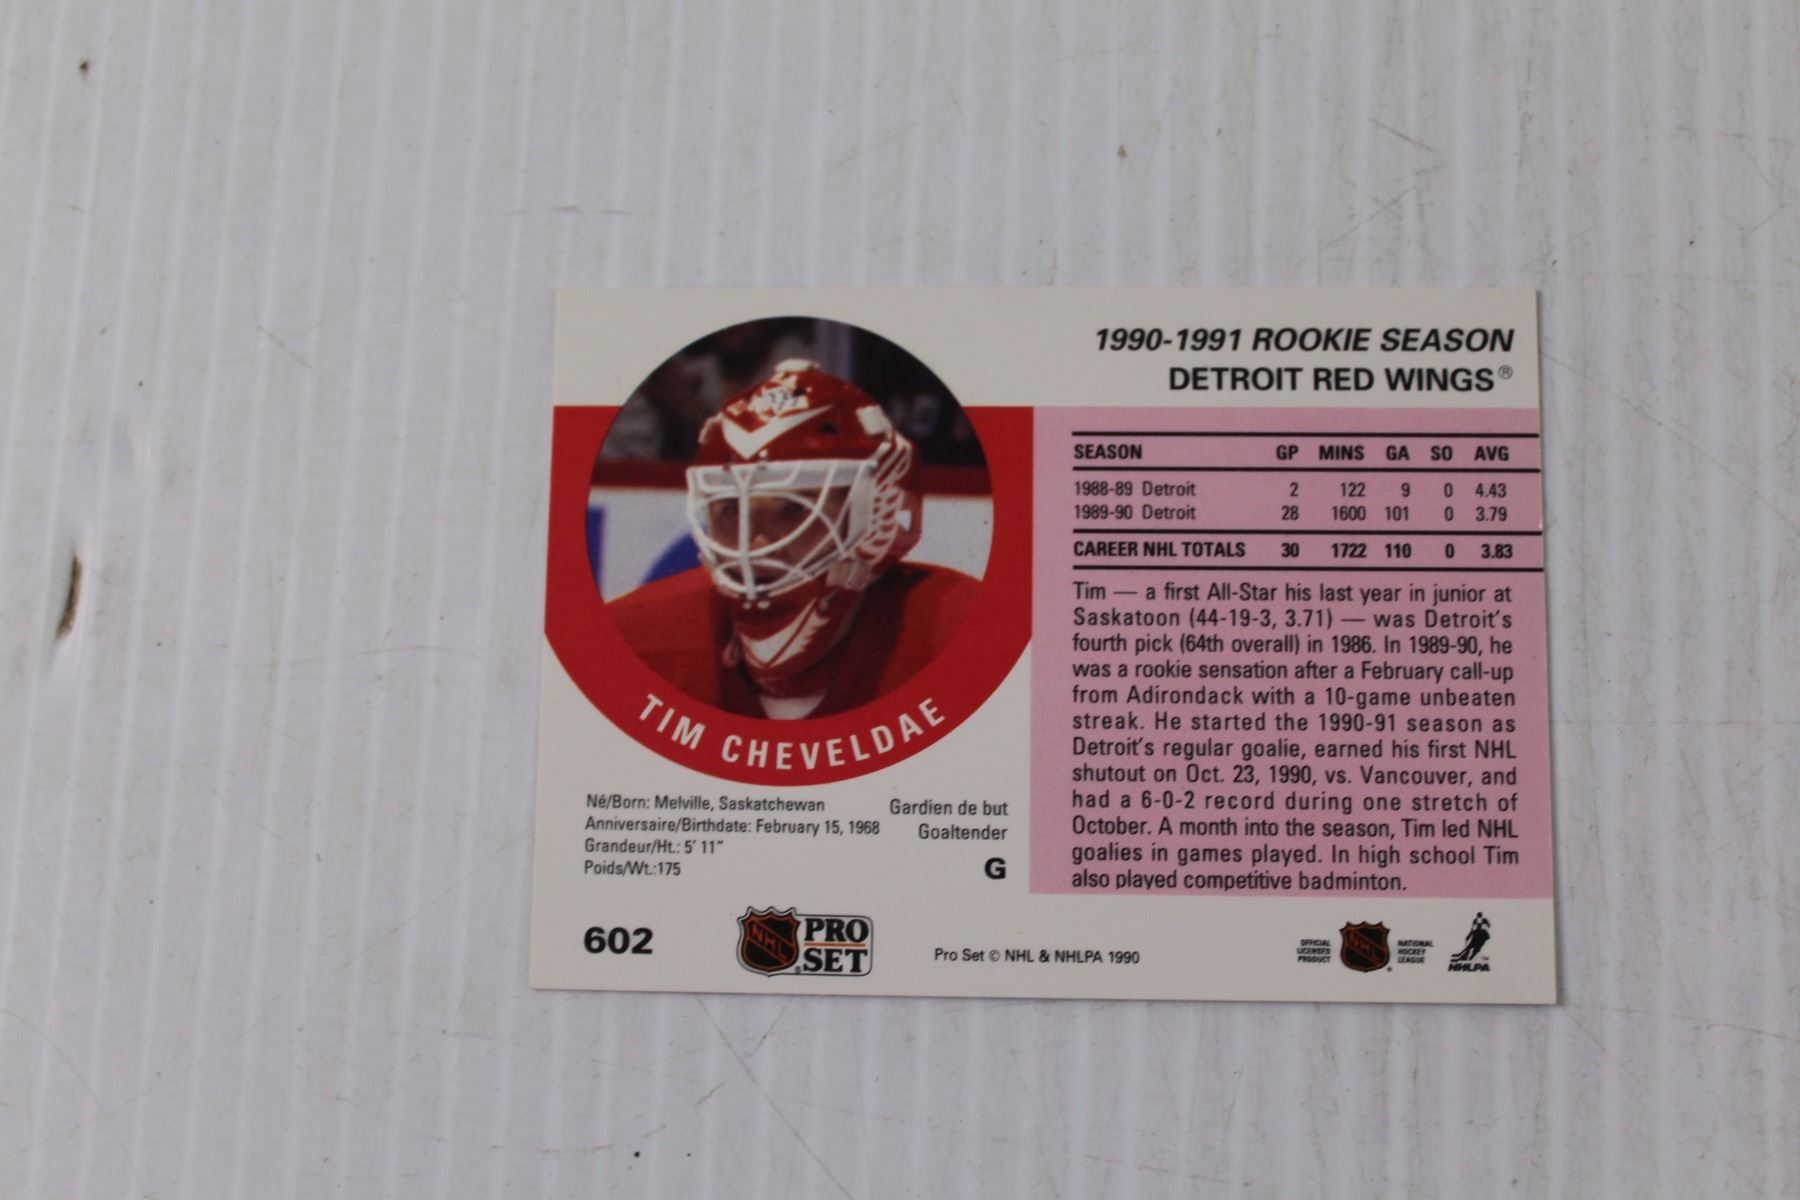 1990-1991 ROOKIE SEASON
DETROIT RED WINGS®
SEASON GP MINS GA SO AVG
1988-89 Detroit 2 122 9 0 4.43
1989-90 Detroit 28 1600 101 0 3.79
CAREER NHL TOTALS 30 1722 110 0 3.83
Tim — a first All-Star his last year in junior at
Saskatoon (44-19-3, 3.71) — was Detroit's
fourth pick (64th overall) in 1986. In 1989-90, he
was a rookie sensation after a February call-up
from Adirondack with a 10-game unbeaten
streak. He started the 1990-91 season as
Detroit's regular goalie, earned his first NHL
shutout on Oct. 23, 1990, vs. Vancouver, and
had a 6-0-2 record during one stretch of
October. A month into the season, Tim led NHL
goalies in games played. In high school Tim
also played competitive badminton.
TIM CHEVELDAE
Né/Born: Melville, Saskatchewan
Anniversaire/Birthdate: February 15, 1968
Grandeur/Ht.: 5' 11"
Poids/Wt.:175
Gardien de but
Goaltender
G
602
NHL
PRO
SET
Pro Set © NHL & NHLPA 1990
OFFICIAL
LICENSED
PRODUCT
NHL
NATIONAL
HOCKEY
LEAGUE
NHLPA™